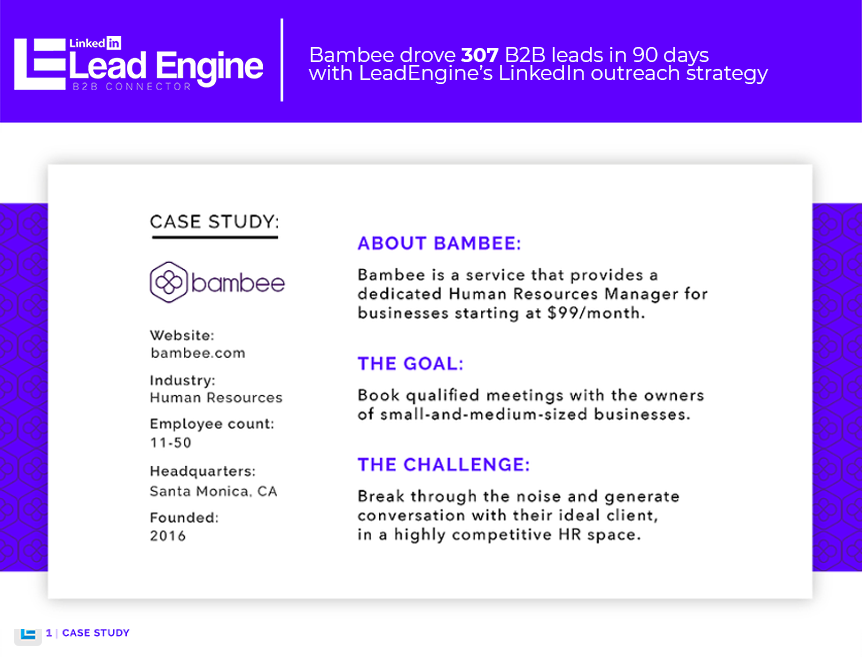 Linked in
Lead Engine
B2B CONNECTOR
Bambee drove 307 B2B leads in 90 days
with LeadEngine's LinkedIn outreach strategy
CASE STUDY:
bambee
Website:
bambee.com
Industry:
Human Resources
Employee count:
11-50
Headquarters:
Santa Monica, CA
Founded:
2016
ABOUT BAMBEE:
Bambee is a service that provides a
dedicated Human Resources Manager for
businesses starting at $99/month.
THE GOAL:
Book qualified meetings with the owners
of small-and-medium-sized businesses.
THE CHALLENGE:
Break through the noise and generate
conversation with their ideal client,
in a highly competitive HR space.
1 | CASE STUDY